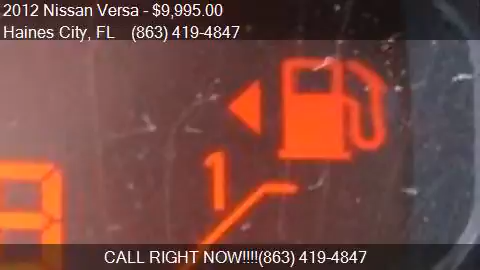 2012 Nissan Versa - $9,995.00
Haines City, FL (863) 419-4847
1
8
CALL RIGHT NOW!!!!(863) 419-4847